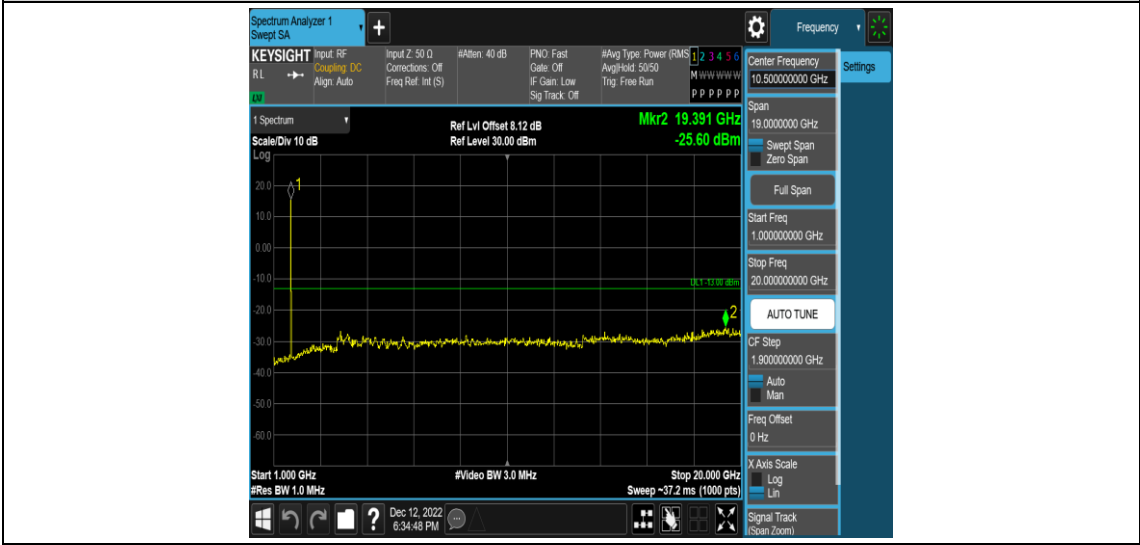 Spectrum Analyzer 1
Swept SA
+
Frequency
KEYSIGHT
RL
LM
Input: RF
Coupling: DC
Align: Auto
Input Z: 50 Ω
Corrections: Off
Freq Ref: Int (S)
#Atten: 40 dB
PNO: Fast
Gate: Off
IF Gain: Low
Sig Track: Off
#Avg Type: Power (RMS
Avg|Hold: 50/50
Trig: Free Run
1 2 3 4 5 6
M W W W W W
P P P P P P
1 Spectrum
Scale/Div 10 dB
Log
Ref Lvl Offset 8.12 dB
Ref Level 30.00 dBm
Mkr2 19.391 GHz
-25.60 dBm
20.0
10.0
0.00
-10.0
-20.0
-30.0
-40.0
-50.0
-60.0
1
DL1 -13.00 dBm
2
Start 1.000 GHz
#Res BW 1.0 MHz
#Video BW 3.0 MHz
Stop 20.000 GHz
Sweep ~37.2 ms (1000 pts)
?
Dec 12, 2022
6:34:48 PM
Center Frequency
10.500000000 GHz
Span
19.0000000 GHz
Swept Span
Zero Span
Full Span
Start Freq
1.000000000 GHz
Stop Freq
20.000000000 GHz
AUTO TUNE
CF Step
1.900000000 GHz
Auto
Man
Freq Offset
0 Hz
X Axis Scale
Log
Lin
Signal Track
(Span Zoom)
Settings